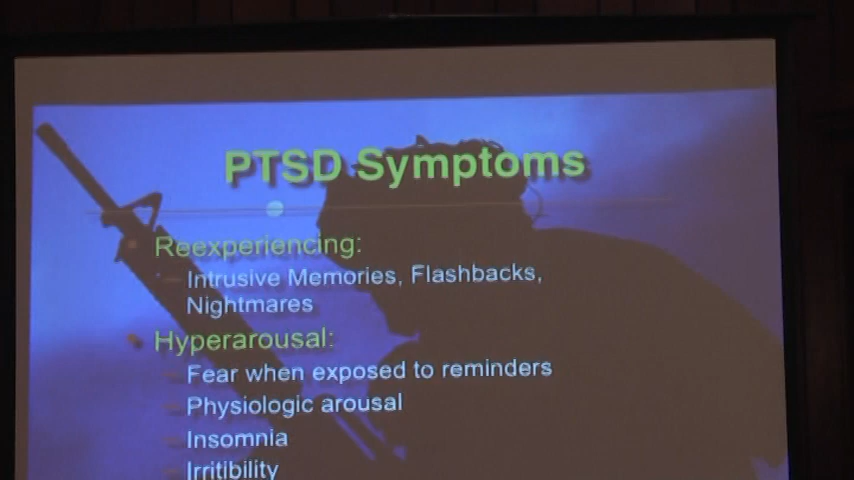 PTSD Symptoms
Reexperiencing:
Intrusive Memories, Flashbacks,
Nightmares
Hyperarousal:
Fear when exposed to reminders
Physiologic arousal
Insomnia
Irritibility